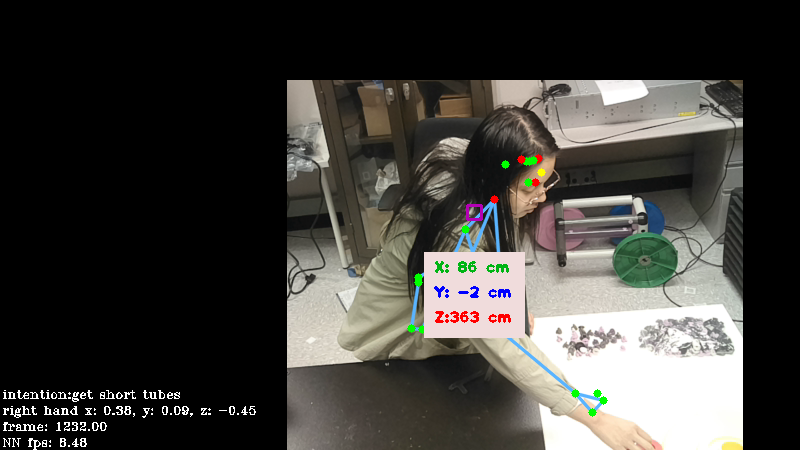 X: 86 cm
Y: -2 cm
Z:363 cm
intention:get short tubes
right hand x: 0.38, y: 0.09, z: -0.45
frame: 1232.00
NN fps: 8.48